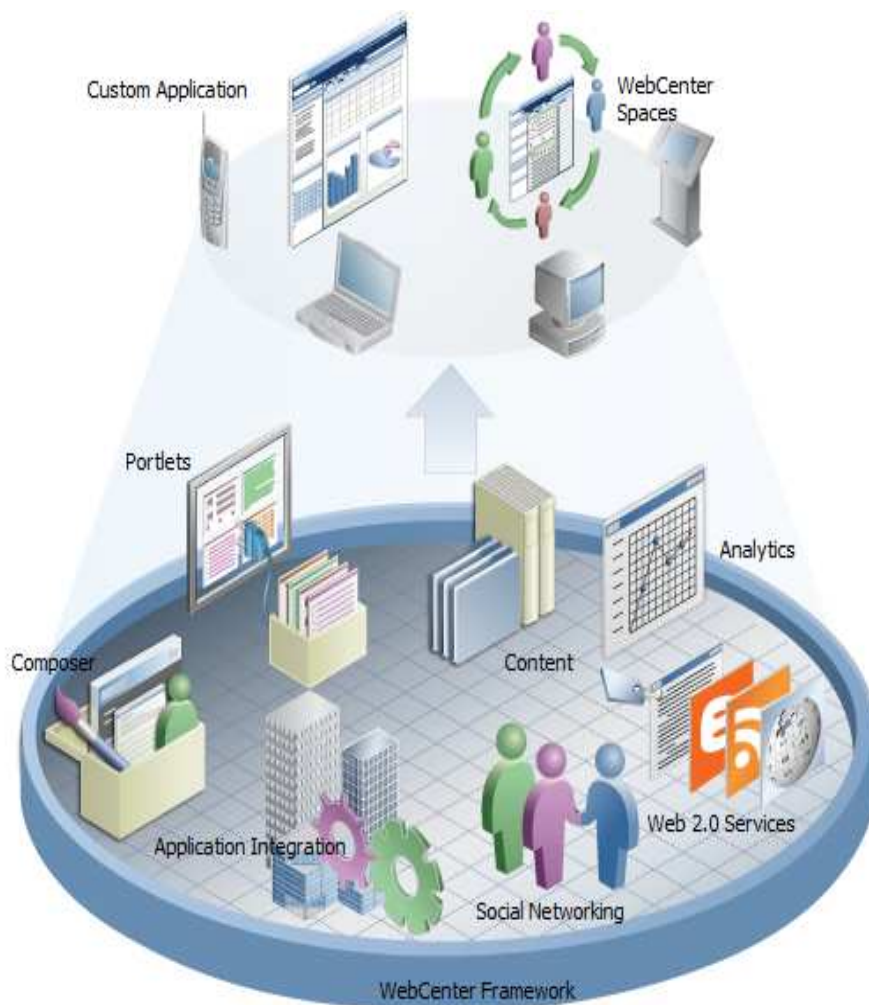 Custom Application
WebCenter
Spaces
Portlets
Analytics
Composer
Content
Web 2.0 Services
Application Integration
Social Networking
WebCenter Framework